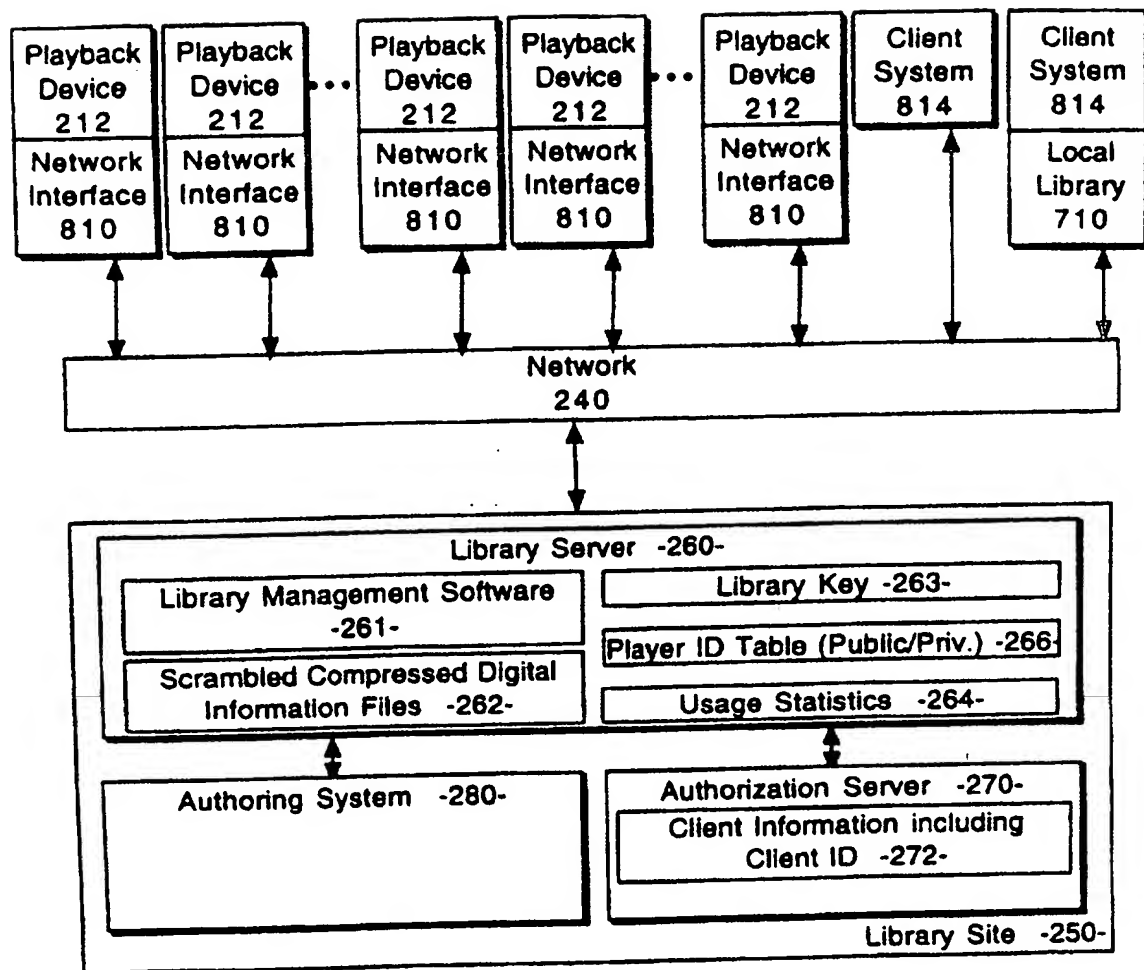 Playback
Device
212
Network
Interface
810
Playback
Device
212
Network
Interface
810
Playback
Device
212
Network
Interface
810
Playback
Device
212
Network
Interface
810
Playback
Device
212
Network
Interface
810
Client
System
814
Client
System
814
Local
Library
710
Network
240
Library Server -260-
Library Management Software
-261-
Scrambled Compressed Digital
Information Files -262-
Library Key -263-
Player ID Table (Public/Priv.) -266-
Usage Statistics -264-
Authoring System -280-
Authorization Server -270-
Client Information including
Client ID -272-
Library Site -250-